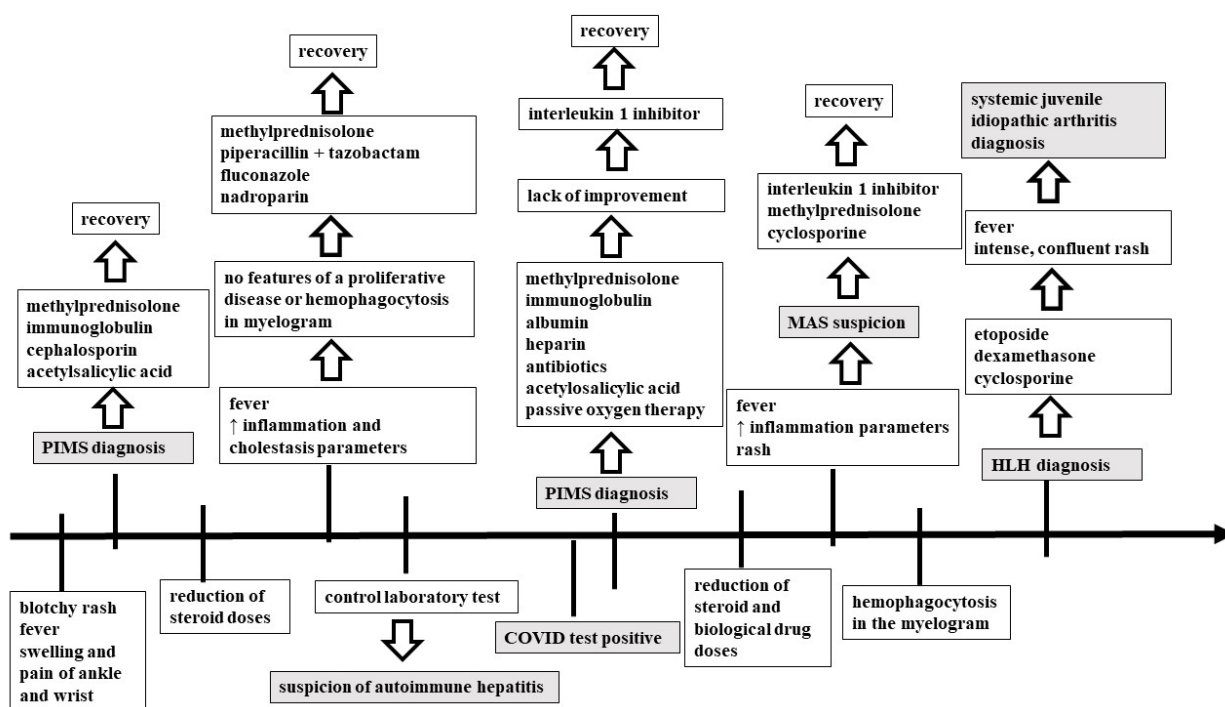 recovery
methylprednisolone
immunoglobulin
cephalosporin
acetylsalicylic acid
PIMS diagnosis
blotchy rash
fever
swelling and
pain of ankle
and wrist
reduction of
steroid doses
recovery
methylprednisolone
piperacillin + tazobactam
fluconazole
nadroparin
no features of a proliferative
disease or hemophagocytosis
in myelogram
fever
↑ inflammation and
cholestasis parameters
control laboratory test
suspicion of autoimmune hepatitis
recovery
interleukin 1 inhibitor
lack of improvement
methylprednisolone
immunoglobulin
albumin
heparin
antibiotics
acetylosalicylic acid
passive oxygen therapy
PIMS diagnosis
COVID test positive
reduction of
steroid and
biological drug
doses
recovery
interleukin 1 inhibitor
methylprednisolone
cyclosporine
MAS suspicion
fever
↑ inflammation parameters
rash
hemophagocytosis
in the myelogram
systemic juvenile
idiopathic arthritis
diagnosis
fever
intense, confluent rash
etoposide
dexamethasone
cyclosporine
HLH diagnosis